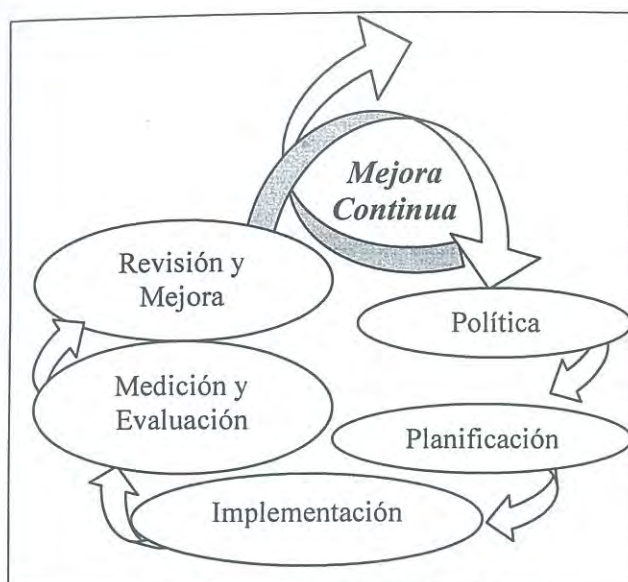 Mejora
Continua
Revisión y
Mejora
Política
Medición y
Evaluación
Planificación
Implementación